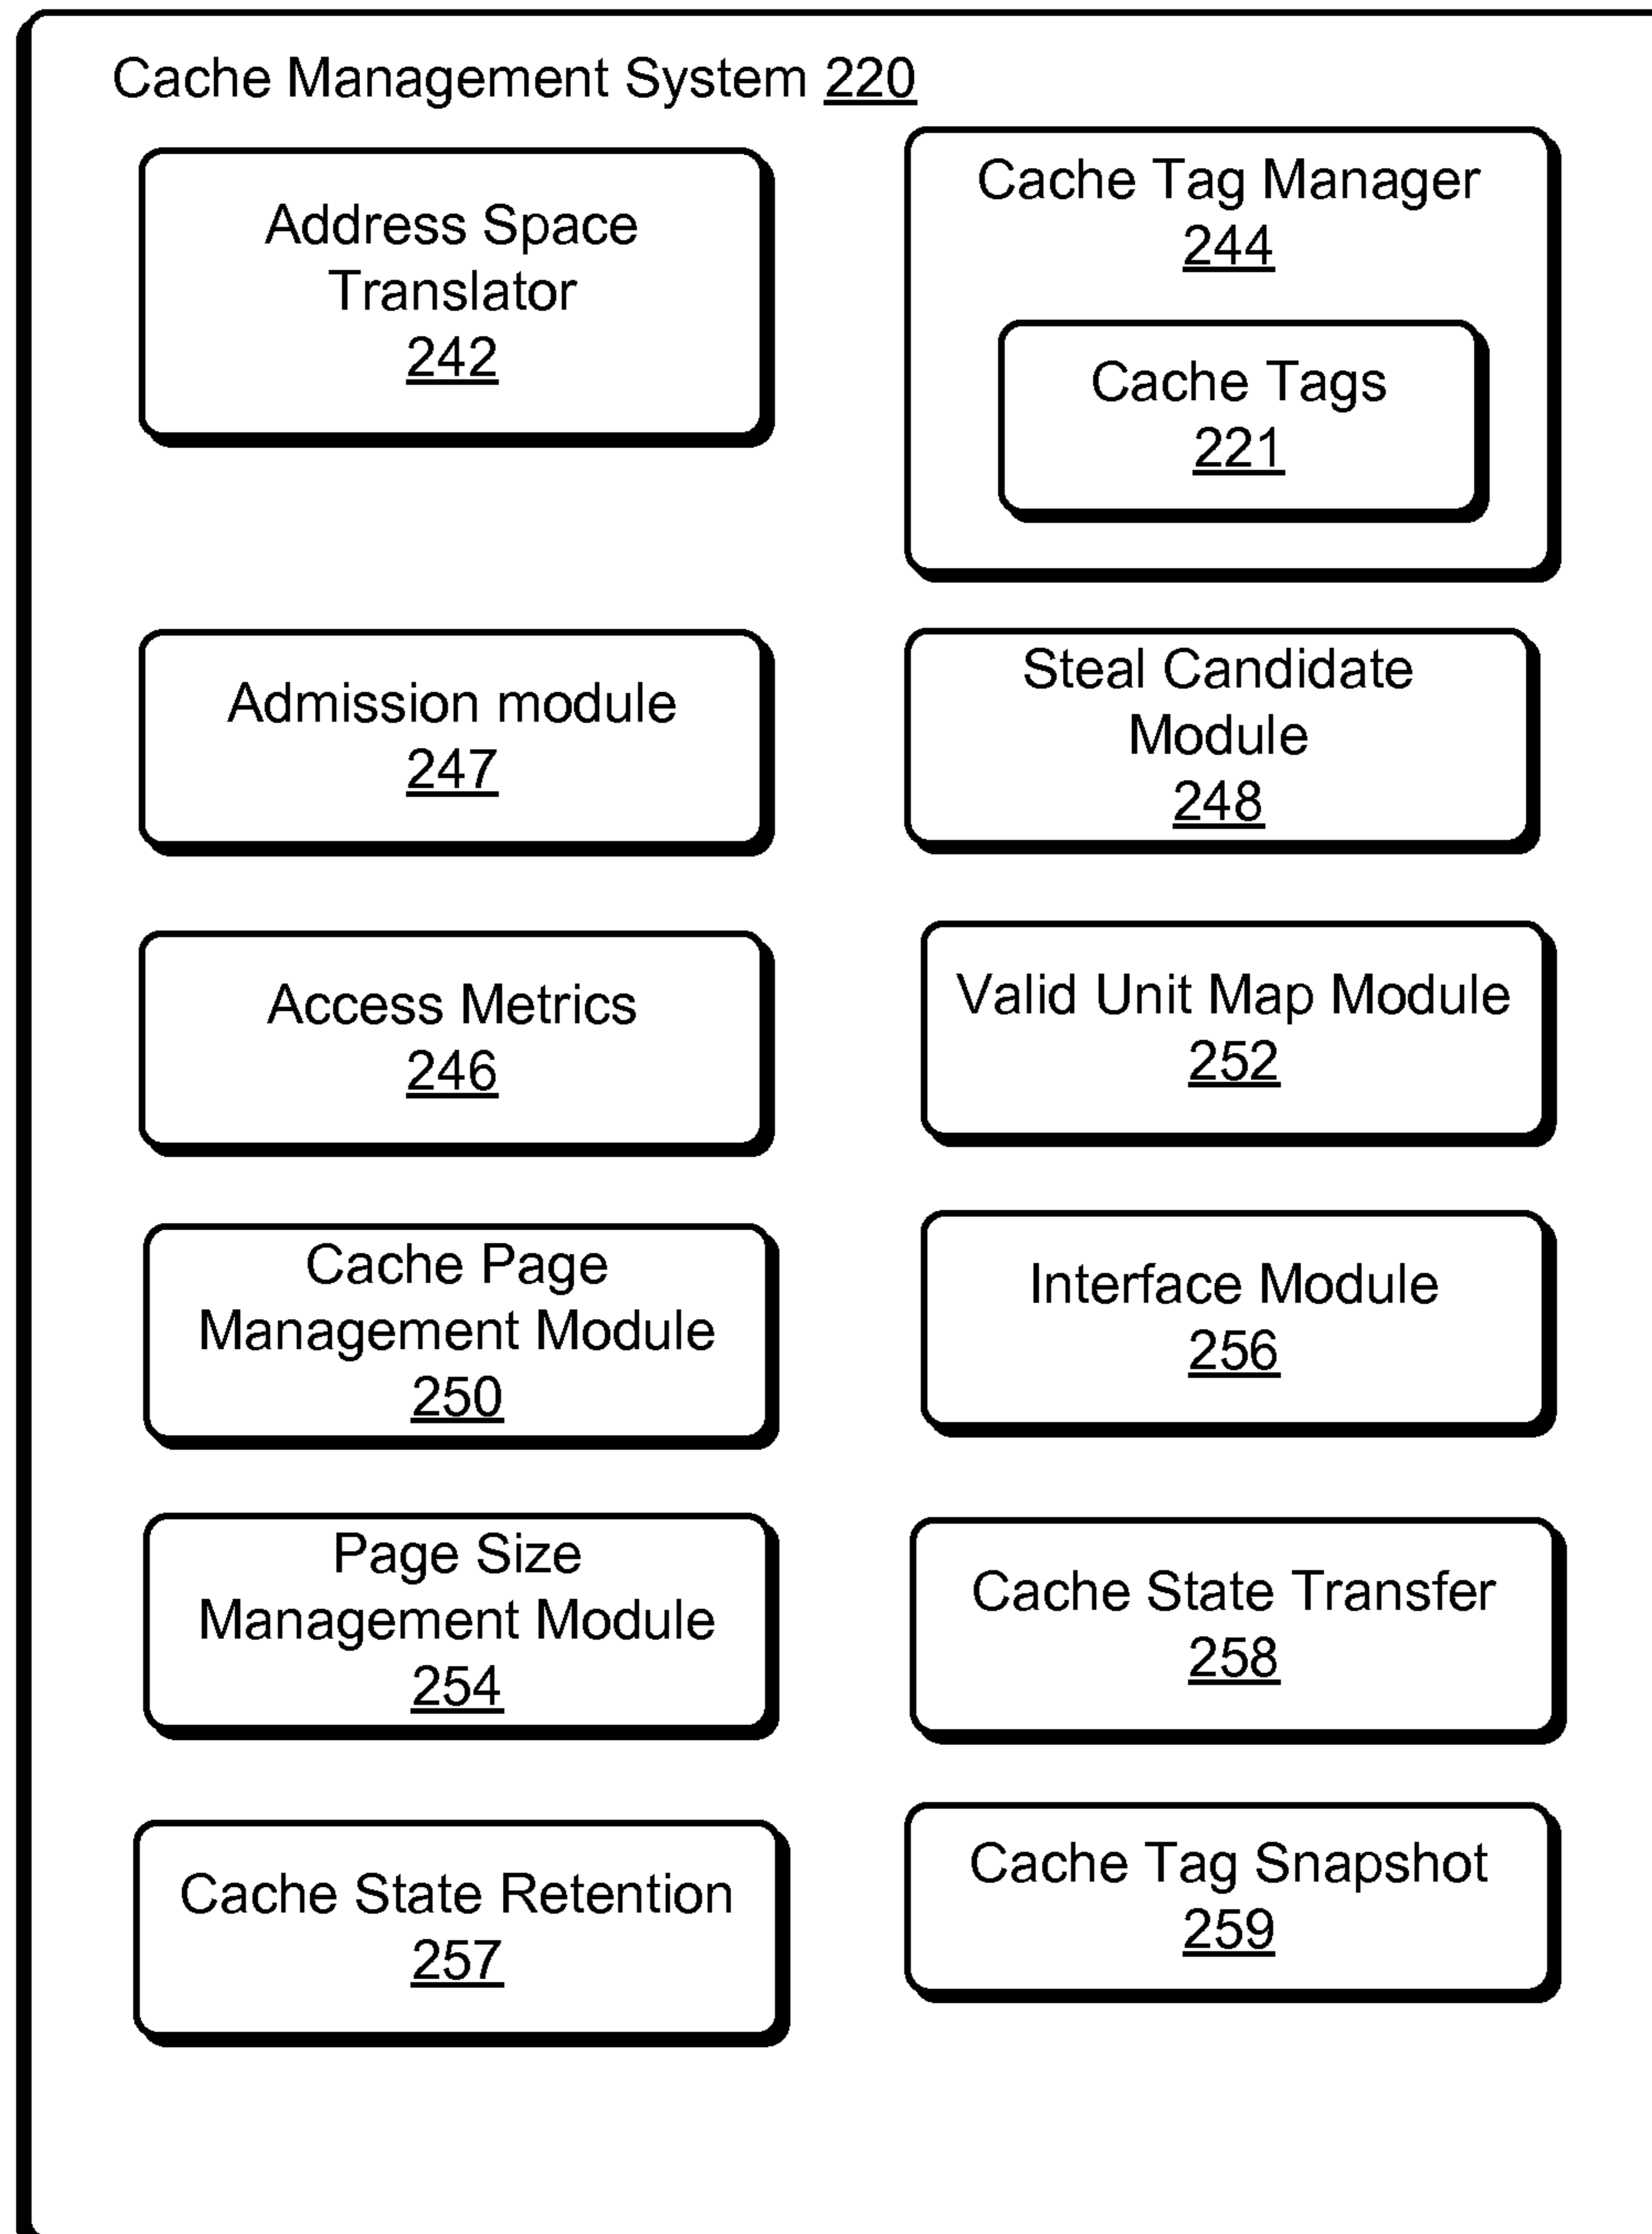 Cache Management System 220
Address Space
Translator
242
Cache Tag Manager
244
Cache Tags
221
Admission module
247
Steal Candidate
Module
248
Access Metrics
246
Valid Unit Map Module
252
Cache Page
Management Module
250
Interface Module
256
Page Size
Management Module
254
Cache State Transfer
258
Cache State Retention
257
Cache Tag Snapshot
259